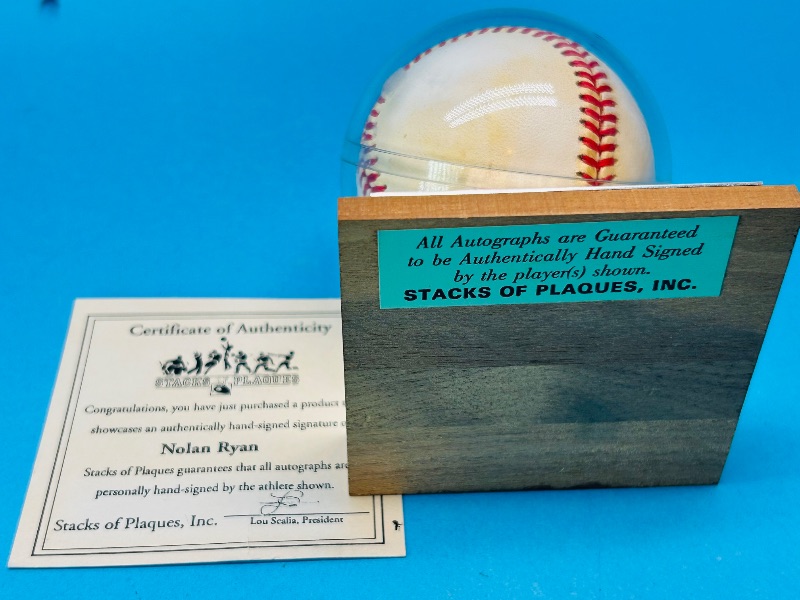 All Autographs are Guaranteed
to be Authentically Hand Signed
by the player(s) shown.
STACKS OF PLAQUES, INC.
Certificate of Authenticity
STACKS OF PLAQUES
Congratulations, you have just purchased a product
showcases an authentically hand-signed signature
Nolan Ryan
Stacks of Plaques guarantees that all autographs are
personally hand-signed by the athlete shown.
Stacks of Plaques, Inc.
Lou Scalia, President